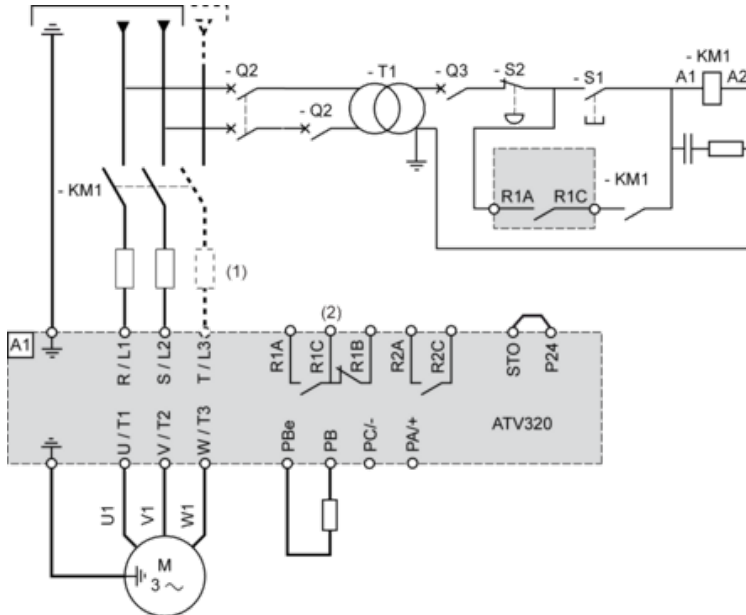 - Q2
- T1
- Q3
- S2
- S1
- KM1
A1
A2
- Q2
- KM1
R1A
R1C
- KM1
(1)
(2)
A1
R / L1
S / L2
T / L3
R1A
R1C
R1B
R2A
R2C
STO
P24
ATV320
U / T1
V / T2
W / T3
PBe
PB
PC/-
PA/+
U1
V1
W1
M
3 ~